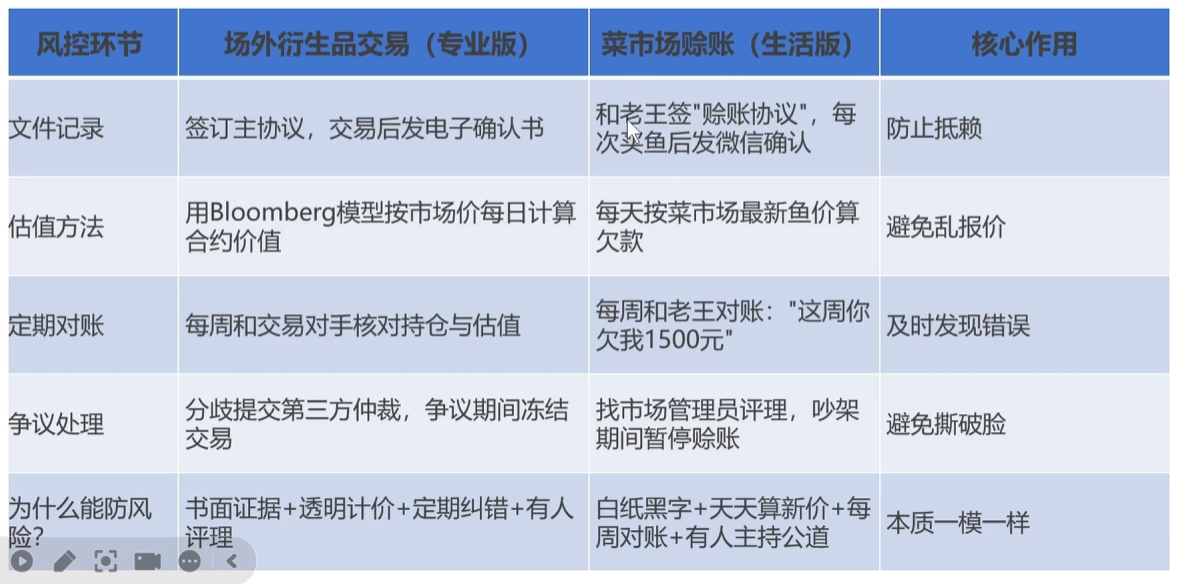 风控环节
场外衍生品交易（专业版）
菜市场赊账（生活版）
核心作用
文件记录
签订主协议，交易后发电子确认书
和老王签"赊账协议"，每
次买鱼后发微信确认
防止抵赖
估值方法
用Bloomberg模型按市场价每日计算
合约价值
每天按菜市场最新鱼价算
欠款
避免乱报价
定期对账
每周和交易对手核对持仓与估值
每周和老王对账："这周你
欠我1500元"
及时发现错误
争议处理
分歧提交第三方仲裁，争议期间冻结
交易
找市场管理员评理，吵架
期间暂停赊账
避免撕破脸
为什么能防风
险？
书面证据+透明计价+定期纠错+有人
评理
白纸黑字+天天算新价+每
周对账+有人主持公道
本质一模一样